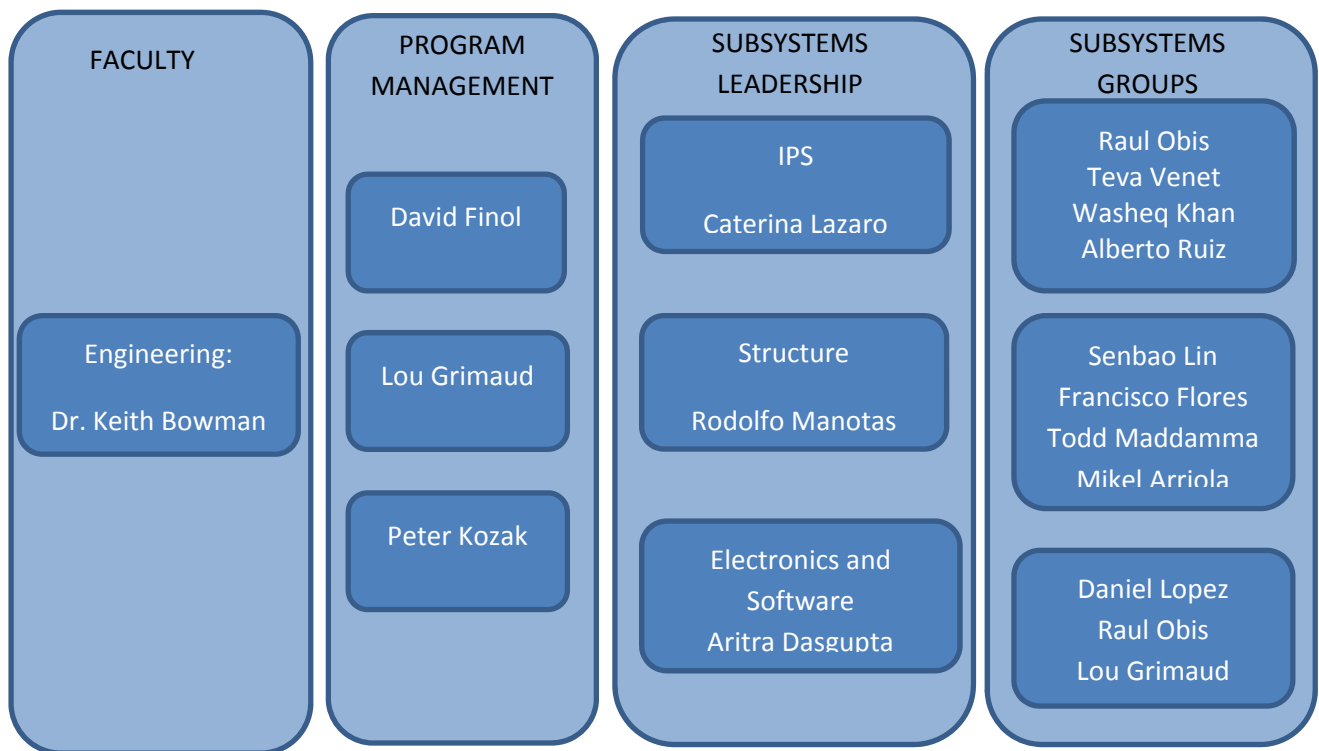 FACULTY
Engineering:
Dr. Keith Bowman
PROGRAM
MANAGEMENT
David Finol
Lou Grimaud
Peter Kozak
SUBSYSTEMS
LEADERSHIP
IPS
Caterina Lazaro
Structure
Rodolfo Manotas
Electronics and
Software
Aritra Dasgupta
SUBSYSTEMS
GROUPS
Raul Obis
Teva Venet
Washeq Khan
Alberto Ruiz
Senbao Lin
Francisco Flores
Todd Maddamma
Mikel Arriola
Daniel Lopez
Raul Obis
Lou Grimaud